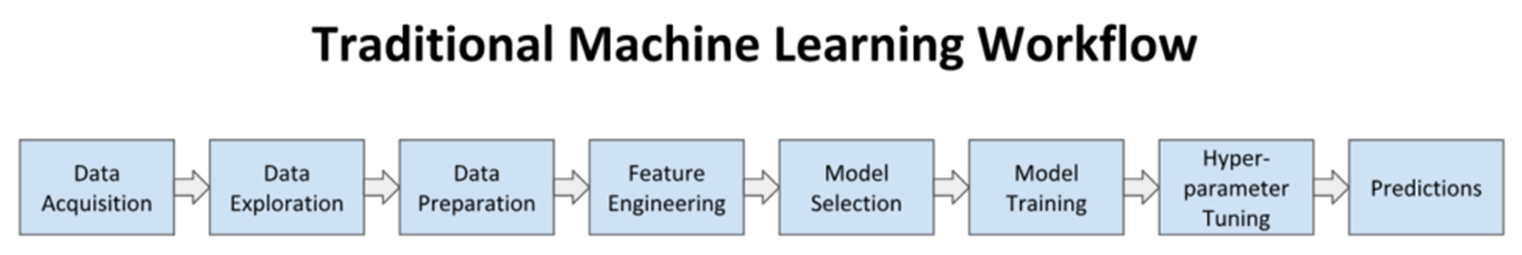 Traditional Machine Learning Workflow
Data
Acquisition
Data
Exploration
Data
Preparation
Feature
Engineering
Model
Selection
Model
Training
Hyper-
parameter
Tuning
Predictions